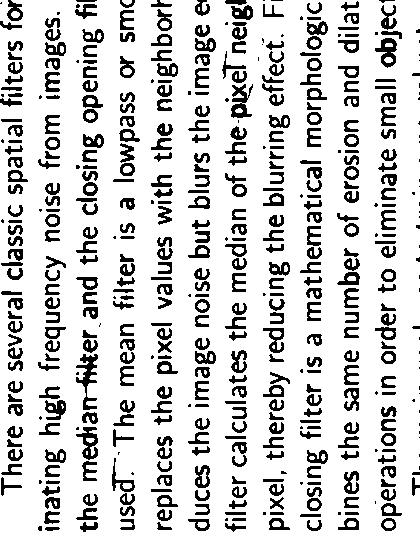 There are several classic spatial filters for
inating high frequency noise from images.
the median filter and the closing opening fil
used. The mean filter is a lowpass or smo
replaces the pixel values with the neighborh
duces the image noise but blurs the image e
filter calculates the median of the pixel neigh
pixel, thereby reducing the blurring effect. Fi
closing filter is a mathematical morphologic
bines the same number of erosion and dilat
operations in order to eliminate small object